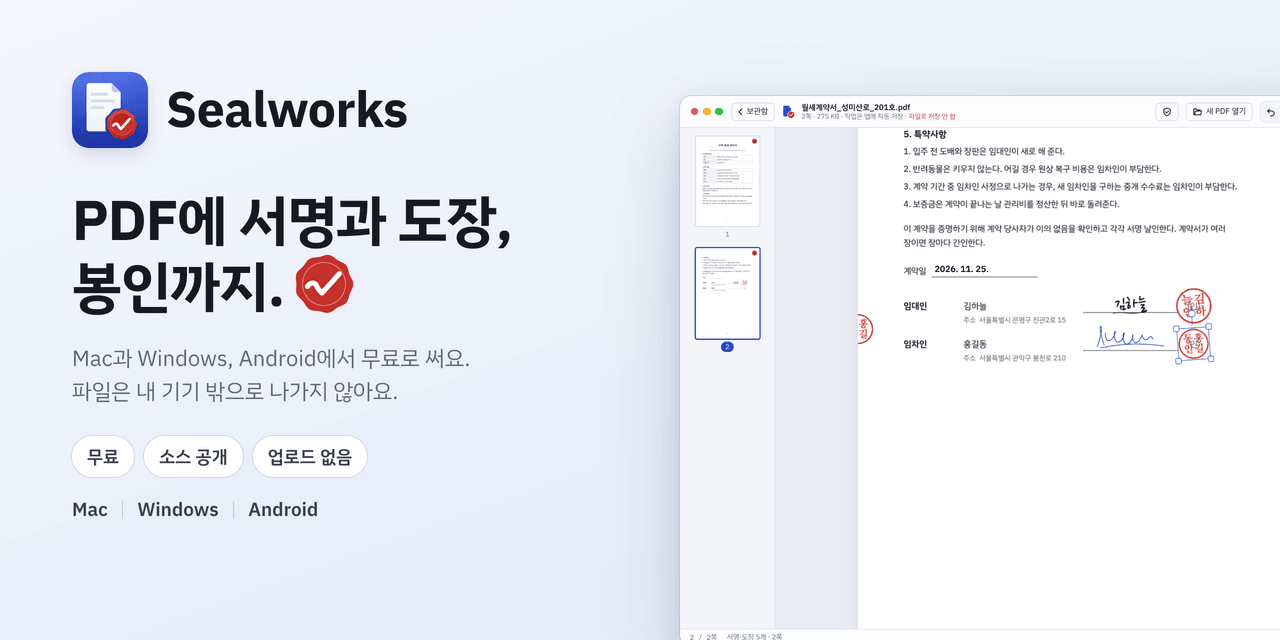 Sealworks
PDF에 서명과 도장,
봉인까지.
Mac과 Windows, Android에서 무료로 써요.
파일은 내 기기 밖으로 나가지 않아요.
무료
소스 공개
업로드 없음
Mac
Windows
Android
보관함
월세계약서_성미산로_201호.pdf
2쪽 · 275 KB · 작업은 앱에 자동 저장 · 파일로 저장 안 함
새 PDF 열기
1
2
5. 특약사항
1. 입주 전 도배와 장판은 임대인이 새로 해 준다.
2. 반려동물은 키우지 않는다. 어길 경우 원상 복구 비용은 임차인이 부담한다.
3. 계약 기간 중 임차인 사정으로 나가는 경우, 새 임차인을 구하는 중개 수수료는 임차인이 부담한다.
4. 보증금은 계약이 끝나는 날 관리비를 정산한 뒤 바로 돌려준다.
이 계약을 증명하기 위해 계약 당사자가 이의 없음을 확인하고 각각 서명 날인한다. 계약서가 여러
장이면 장마다 간인한다.
계약일 2026. 11. 25.
임대인 김하늘 김하늘
주소 서울특별시 은평구 진관2로 15
홍길
임차인 홍길동
주소 서울특별시 관악구 봉천로 210
2 / 2쪽 서명·도장 5개 · 2쪽